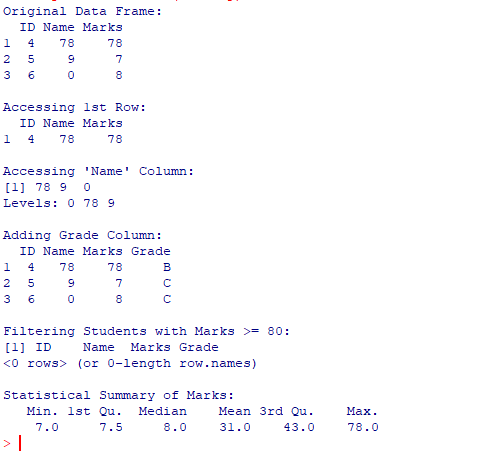 Original Data Frame:
  ID Name Marks
1  4   78    78
2  5    9     7
3  6    0     8
Accessing 1st Row:
  ID Name Marks
1  4   78    78
Accessing 'Name' Column:
[1] 78 9  0
Levels: 0 78 9
Adding Grade Column:
  ID Name Marks Grade
1  4   78    78     B
2  5    9     7     C
3  6    0     8     C
Filtering Students with Marks >= 80:
[1] ID    Name  Marks Grade
<0 rows> (or 0-length row.names)
Statistical Summary of Marks:
   Min. 1st Qu.  Median    Mean 3rd Qu.    Max.
    7.0     7.5     8.0    31.0    43.0    78.0
>